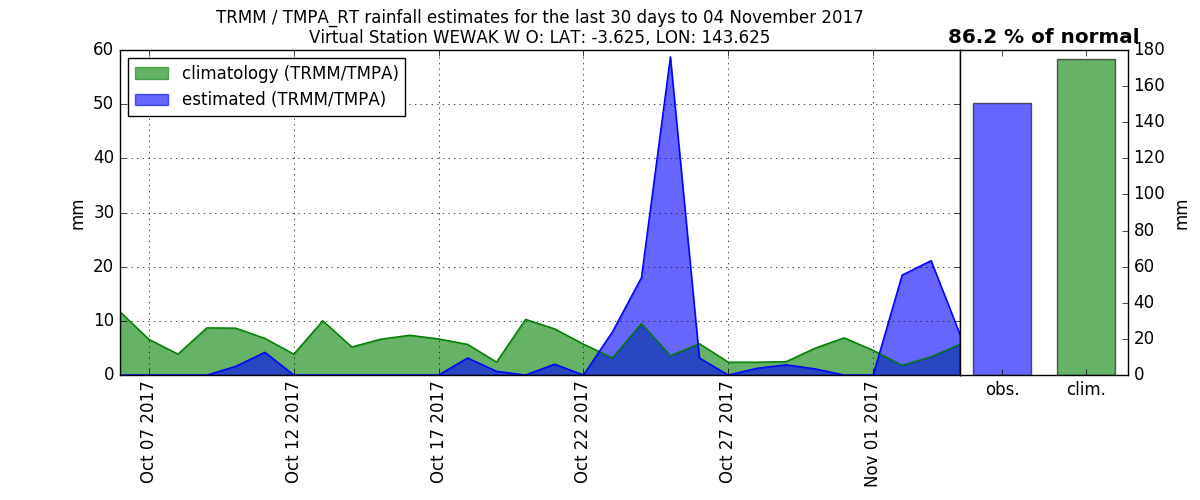 TRMM / TMPA_RT rainfall estimates for the last 30 days to 04 November 2017
Virtual Station WEWAK W O: LAT: -3.625, LON: 143.625
86.2 % of normal
climatology (TRMM/TMPA)
estimated (TRMM/TMPA)
60
50
40
30
20
10
0
mm
180
160
140
120
100
80
60
40
20
0
mm
Oct 07 2017
Oct 12 2017
Oct 17 2017
Oct 22 2017
Oct 27 2017
Nov 01 2017
obs.
clim.